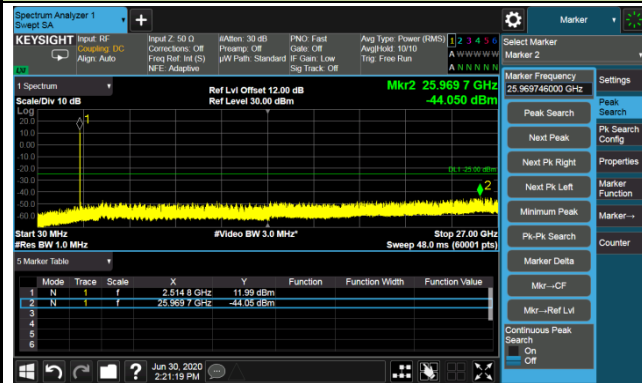 Spectrum Analyzer 1
Swept SA
Marker
KEYSIGHT
Input: RF
Coupling: DC
Align: Auto
Input Z: 50 Ω
Corrections: Off
Freq Ref: Int (S)
NFE: Adaptive
#Atten: 30 dB
Preamp: Off
µW Path: Standard
PNO: Fast
Gate: Off
IF Gain: Low
Sig Track: Off
Avg Type: Power (RMS)
Avg|Hold: 10/10
Trig: Free Run
1 2 3 4 5 6
A W W W W W
A N N N N N
LXI
Select Marker
Marker 2
1 Spectrum
Scale/Div 10 dB
Log
Ref Lvl Offset 12.00 dB
Ref Level 30.00 dBm
Mkr2 25.969 7 GHz
-44.050 dBm
20.0
10.0
0.00
-10.0
-20.0
-30.0
-40.0
-50.0
-60.0
1
DL1 -25.00 dBm
2
Start 30 MHz
#Res BW 1.0 MHz
#Video BW 3.0 MHz*
Stop 27.00 GHz
Sweep 48.0 ms (60001 pts)
Marker Frequency
25.969746000 GHz
Peak Search
Next Peak
Next Pk Right
Next Pk Left
Minimum Peak
Pk-Pk Search
Marker Delta
Mkr→CF
Mkr→Ref Lvl
Continuous Peak
Search
On
Off
Settings
Peak
Search
Pk Search
Config
Properties
Marker
Function
Marker→
Counter
5 Marker Table
Mode Trace Scale X Y Function Function Width Function Value
1 N 1 f 2.514 8 GHz 11.99 dBm
2 N 1 f 25.969 7 GHz -44.05 dBm
3
4
5
6
?
Jun 30, 2020
2:21:19 PM